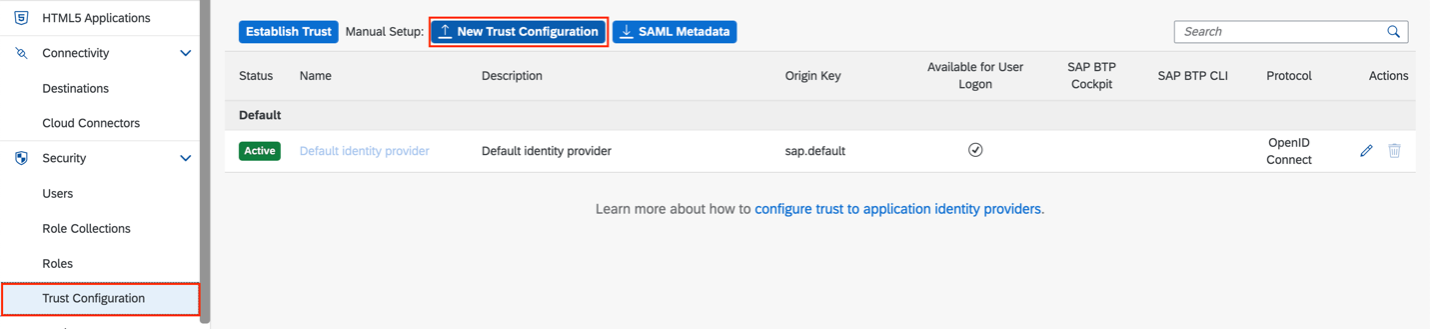 HTML5 Applications
Connectivity
Destinations
Cloud Connectors
Security
Users
Role Collections
Roles
Trust Configuration
Establish Trust Manual Setup: New Trust Configuration SAML Metadata Search
Status Name Description Origin Key Available for User Logon SAP BTP Cockpit SAP BTP CLI Protocol Actions
Default
Active Default identity provider Default identity provider sap.default OpenID Connect
Learn more about how to configure trust to application identity providers.